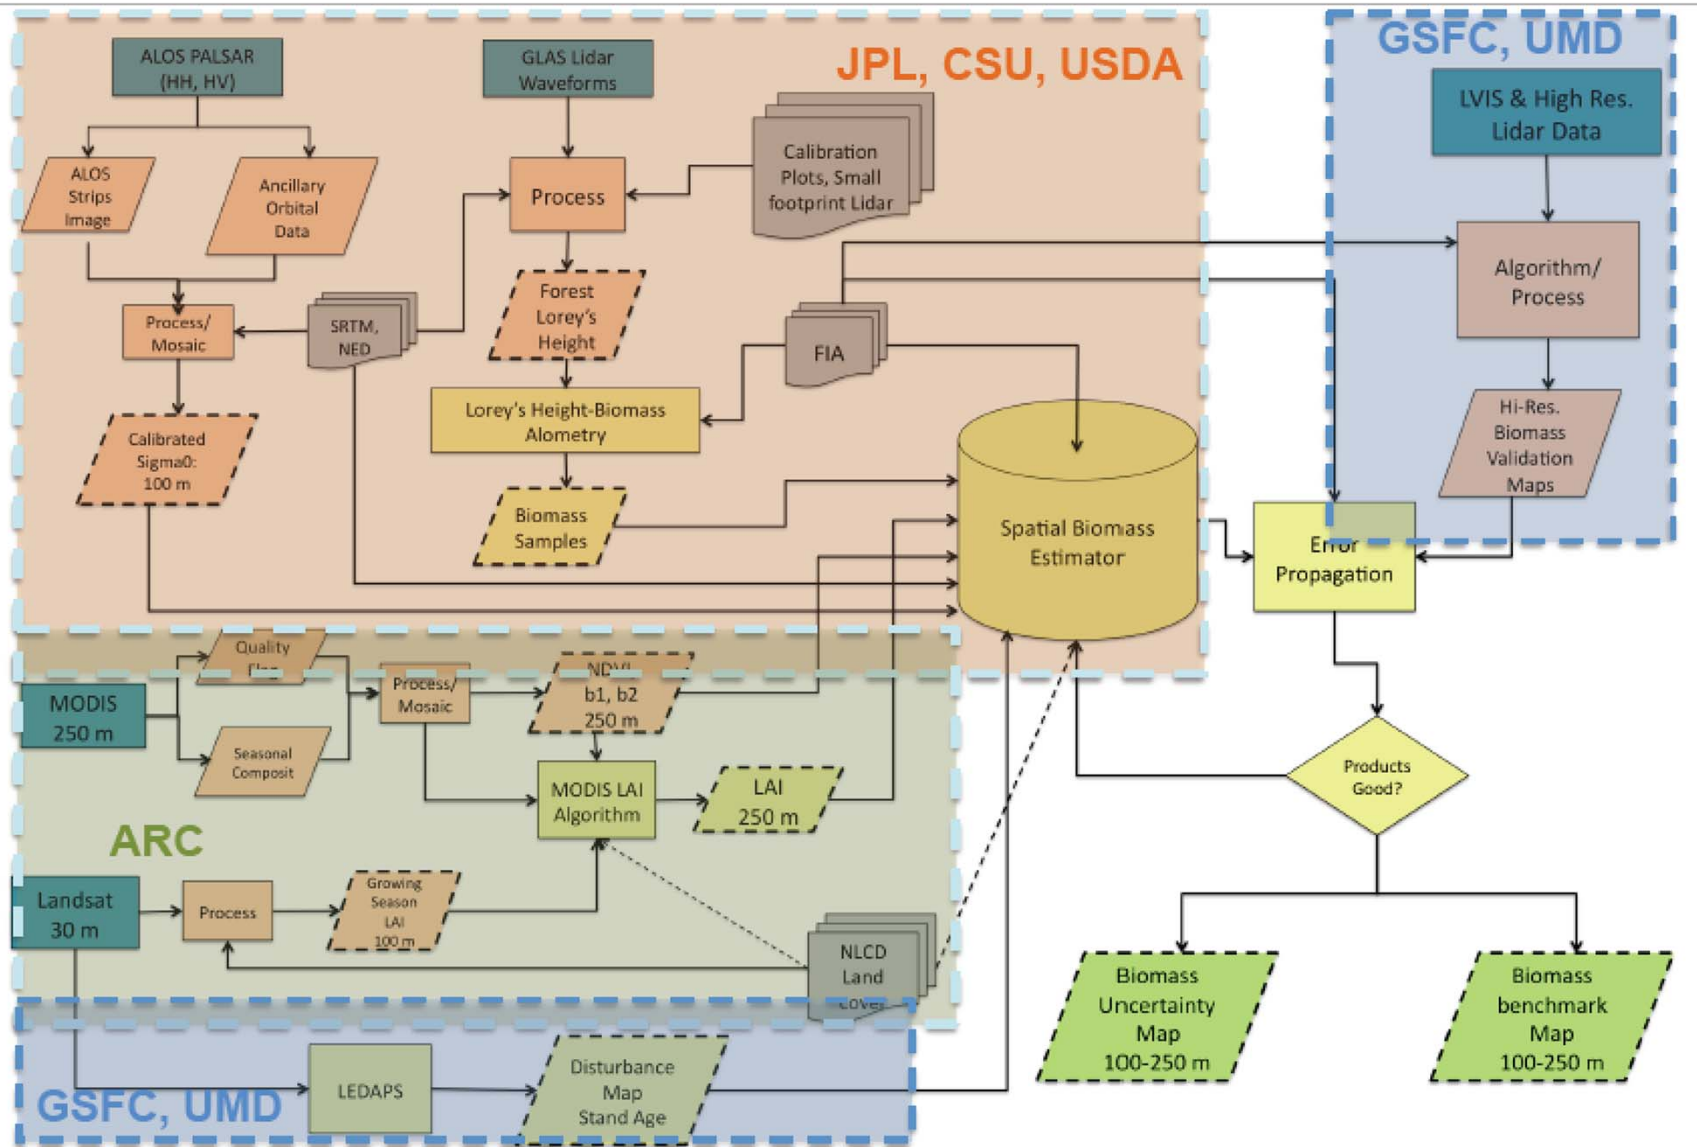 JPL, CSU, USDA
GSFC, UMD
ALOS PALSAR
(HH, HV)
GLAS Lidar
Waveforms
LVIS & High Res.
Lidar Data
ALOS
Strips
Image
Ancillary
Orbital
Data
Process
Calibration
Plots, Small
footprint Lidar
Algorithm/
Process
Forest
Lorey's
Height
Process/
Mosaic
SRTM,
NED
FIA
Lorey's Height-Biomass
Alometry
Hi-Res.
Biomass
Validation
Maps
Calibrated
Sigma0:
100 m
Biomass
Samples
Spatial Biomass
Estimator
Error
Propagation
Quality
MODIS
250 m
Process/
Mosaic
NDVI
b1, b2
250 m
Seasonal
Composit
MODIS LAI
Algorithm
LAI
250 m
Products
Good?
ARC
Landsat
30 m
Process
Growing
Season
LAI
100 m
NLCD
Land
cover
Biomass
Uncertainty
Map
100-250 m
Biomass
benchmark
Map
100-250 m
GSFC, UMD
LEDAPS
Disturbance
Map
Stand Age